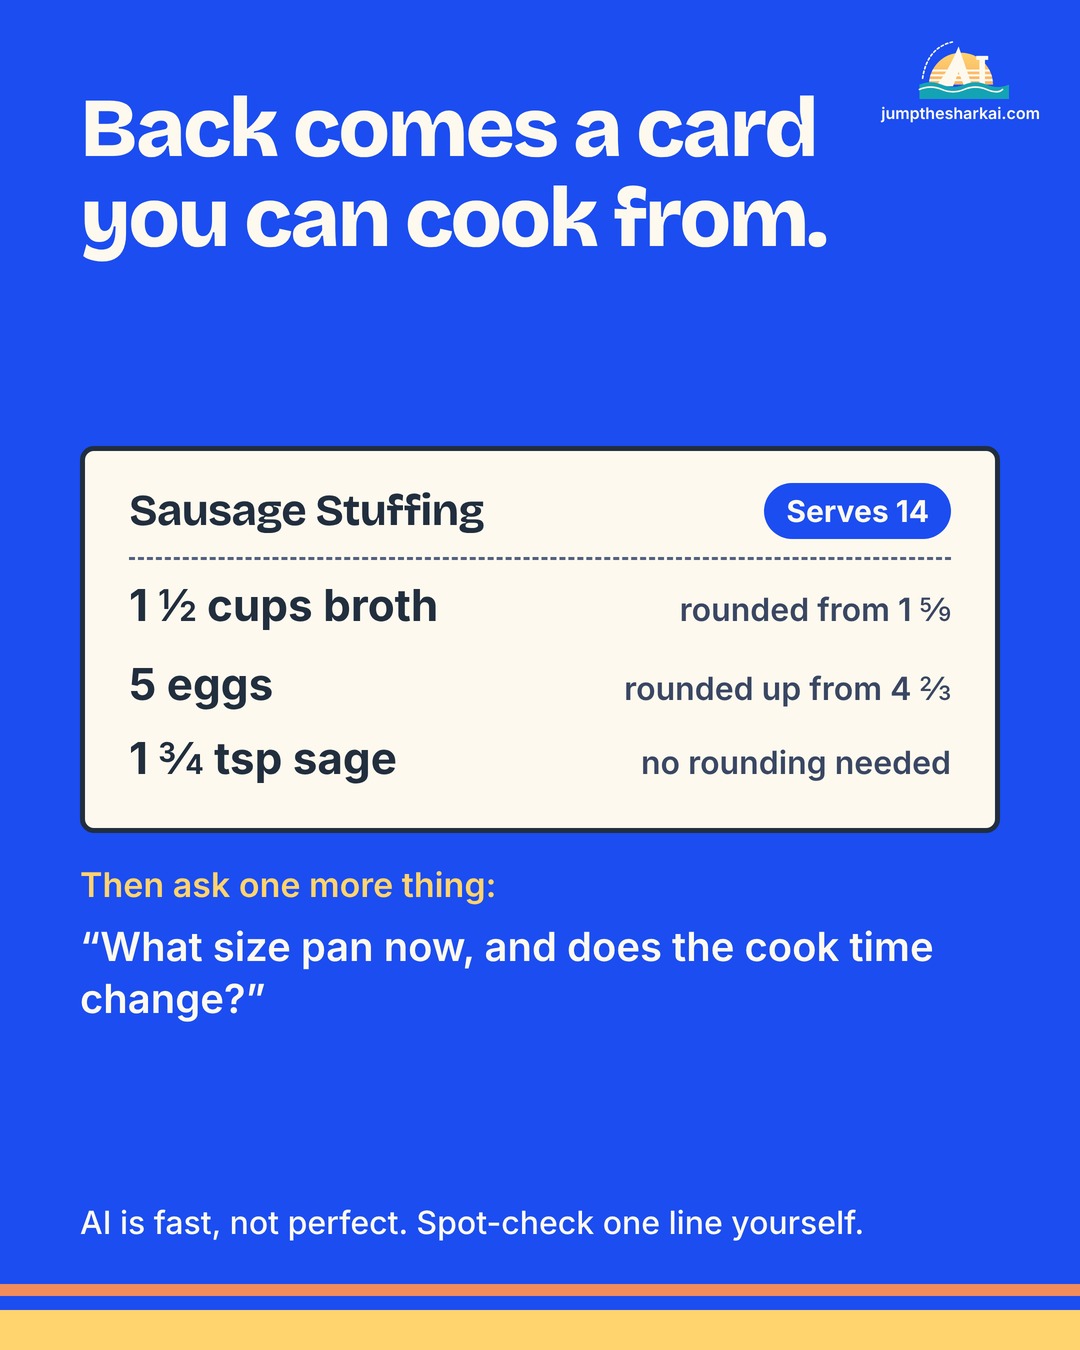 AI
jumpthesharkai.com
Back comes a card
you can cook from.
Sausage Stuffing
Serves 14
1 ½ cups broth
rounded from 1 5⁄9
5 eggs
rounded up from 4 ⅔
1 ¾ tsp sage
no rounding needed
Then ask one more thing:
“What size pan now, and does the cook time
change?”
AI is fast, not perfect. Spot-check one line yourself.